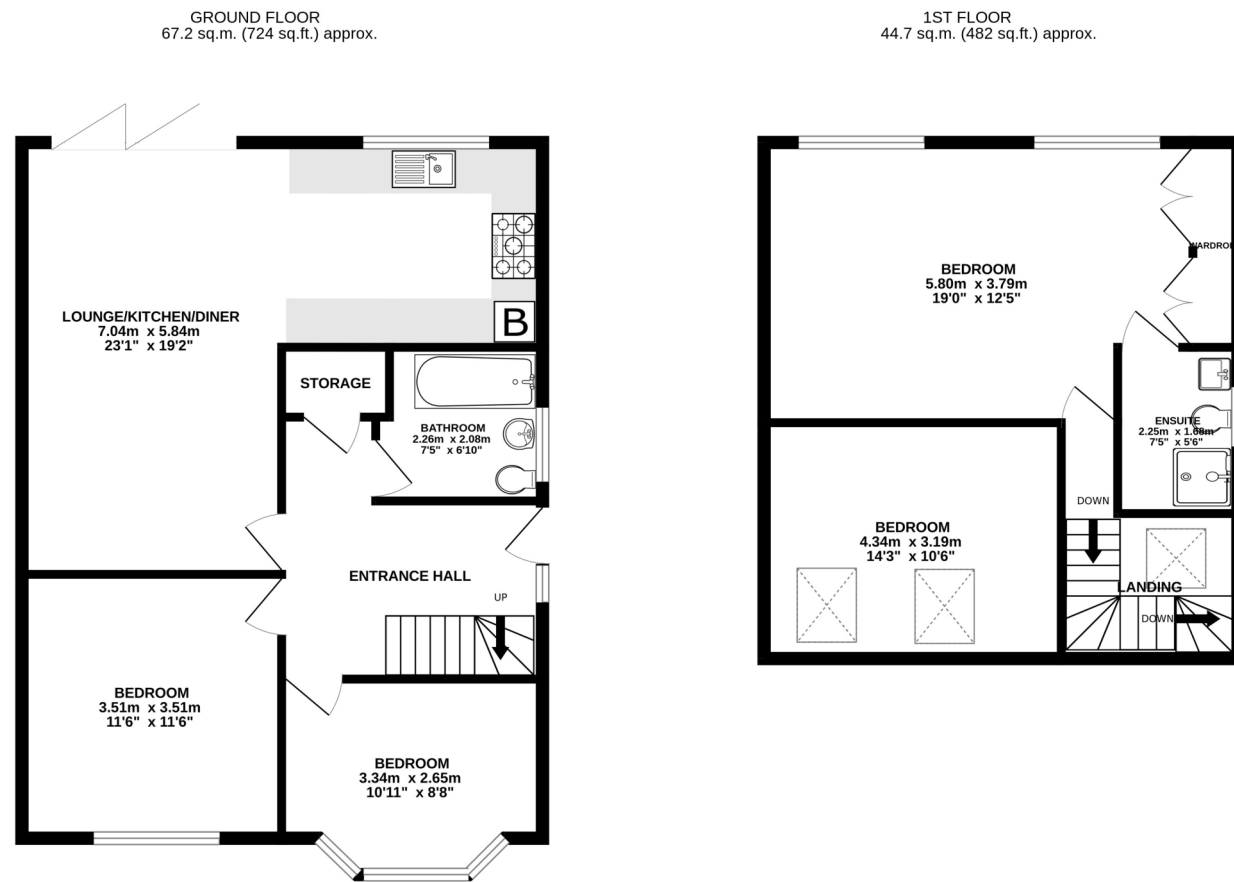 GROUND FLOOR
67.2 sq.m. (724 sq.ft.) approx.
LOUNGE/KITCHEN/DINER
7.04m x 5.84m
23'1" x 19'2"
B
STORAGE
BATHROOM
2.26m x 2.08m
7'5" x 6'10"
ENTRANCE HALL
UP
BEDROOM
3.51m x 3.51m
11'6" x 11'6"
BEDROOM
3.34m x 2.65m
10'11" x 8'8"
1ST FLOOR
44.7 sq.m. (482 sq.ft.) approx.
BEDROOM
5.80m x 3.79m
19'0" x 12'5"
ENSUITE
2.25m x 1.68m
7'5" x 5'6"
DOWN
BEDROOM
4.34m x 3.19m
14'3" x 10'6"
LANDING
DOWN